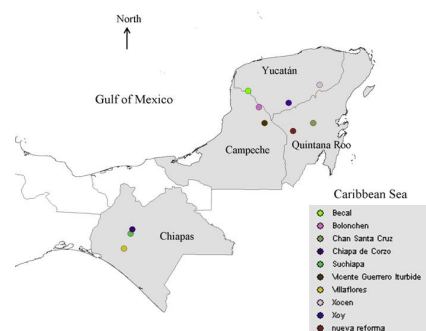 North
Yucatán
Gulf of Mexico
Campeche
Quintana Roo
Caribbean Sea
Chiapas
Becal
Bolonchen
Chan Santa Cruz
Chiapa de Corzo
Suchiapa
Vicente Guerrero Iturbide
Villaflores
Xocen
Xoy
nueva reforma